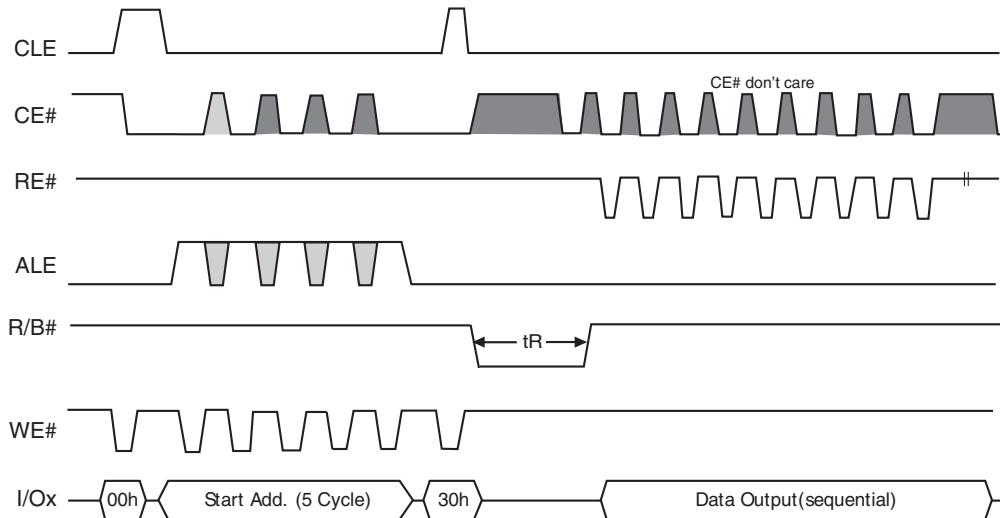 CLE
CE# don't care
CE#
RE#
ALE
R/B#
tR
WE#
I/Ox
00h
Start Add. (5 Cycle)
30h
Data Output(sequential)